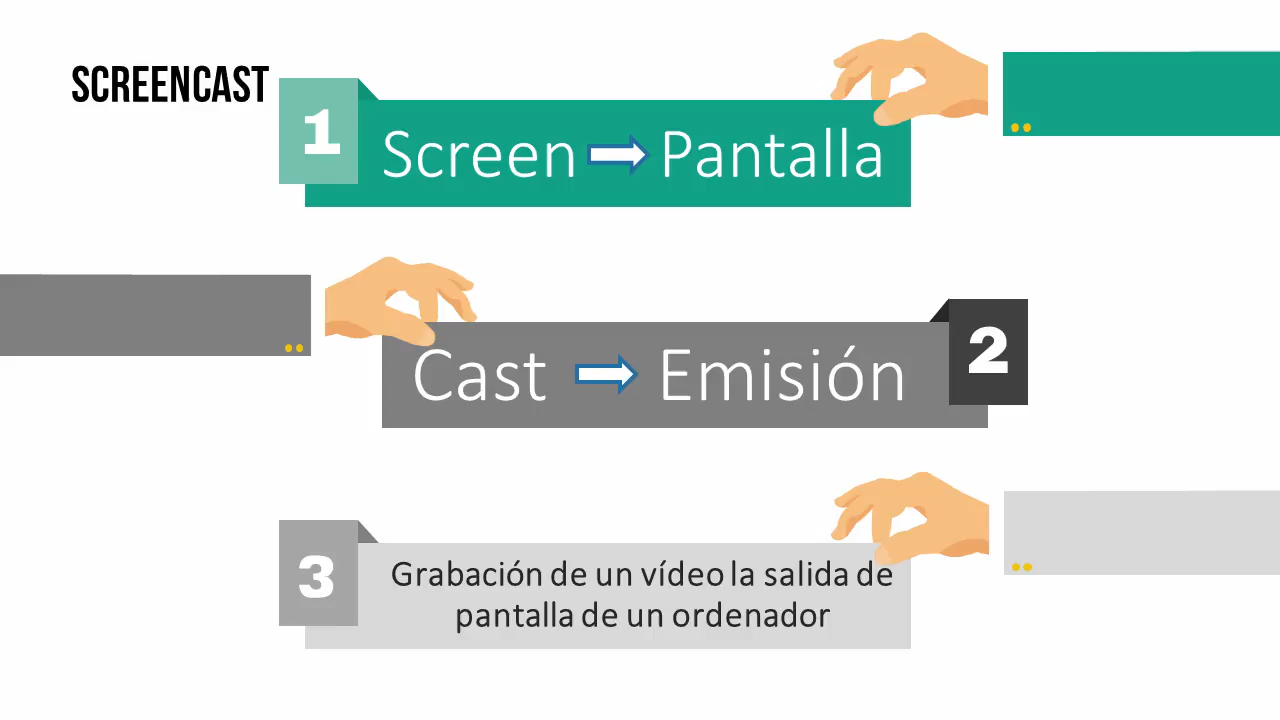 SCREENCAST
1
Screen Pantalla
Cast Emisión
2
3
Grabación de un vídeo la salida de
pantalla de un ordenador